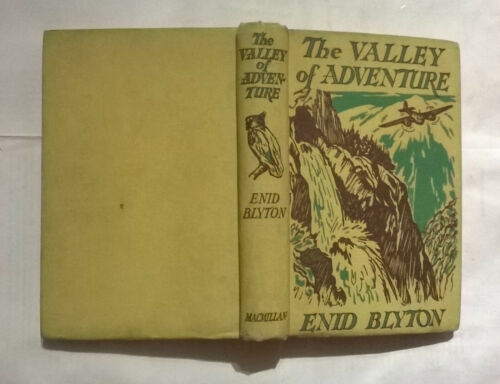 The
VALLEY
of
ADVEN-
TURE
ENID
BLYTON
MACMILLAN
The VALLEY
of ADVENTURE
ENID BLYTON